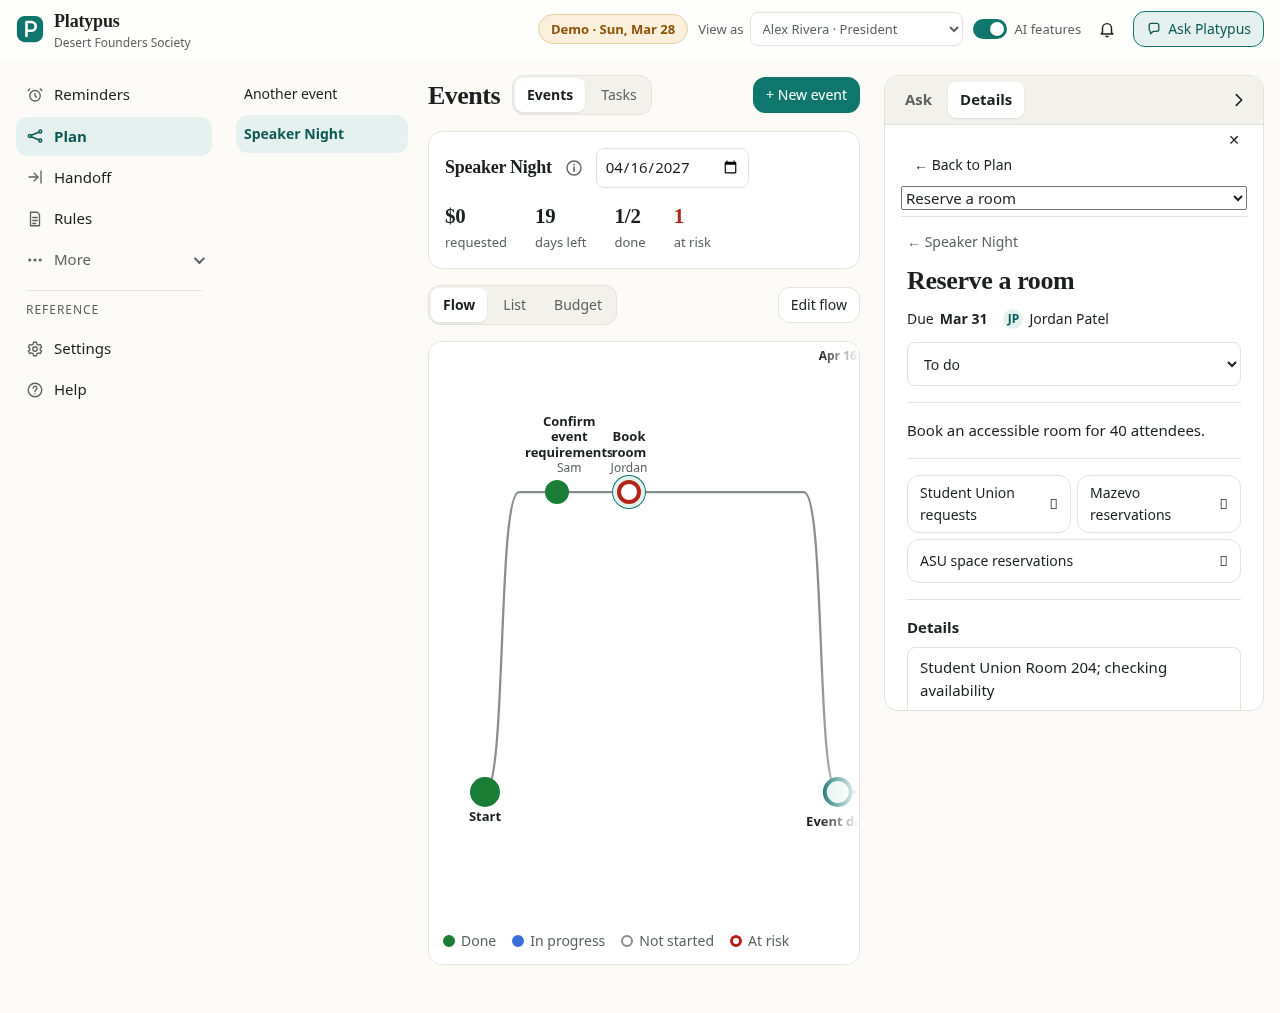 Platypus
Desert Founders Society
Demo · Sun, Mar 28
View as
Alex Rivera · President
AI features
Ask Platypus
Reminders
Plan
Handoff
Rules
More
REFERENCE
Settings
Help
Another event
Speaker Night
Events
Events
Tasks
+ New event
Speaker Night
04/16/2027
$0
requested
19
days left
1/2
done
1
at risk
Flow
List
Budget
Edit flow
Apr 16
Confirm
event
requirements
Sam
Book
room
Jordan
Start
Event da
Done
In progress
Not started
At risk
Ask
Details
×
← Back to Plan
Reserve a room
← Speaker Night
Reserve a room
Due Mar 31
JP
Jordan Patel
To do
Book an accessible room for 40 attendees.
Student Union
requests
Mazevo
reservations
ASU space reservations
Details
Student Union Room 204; checking
availability